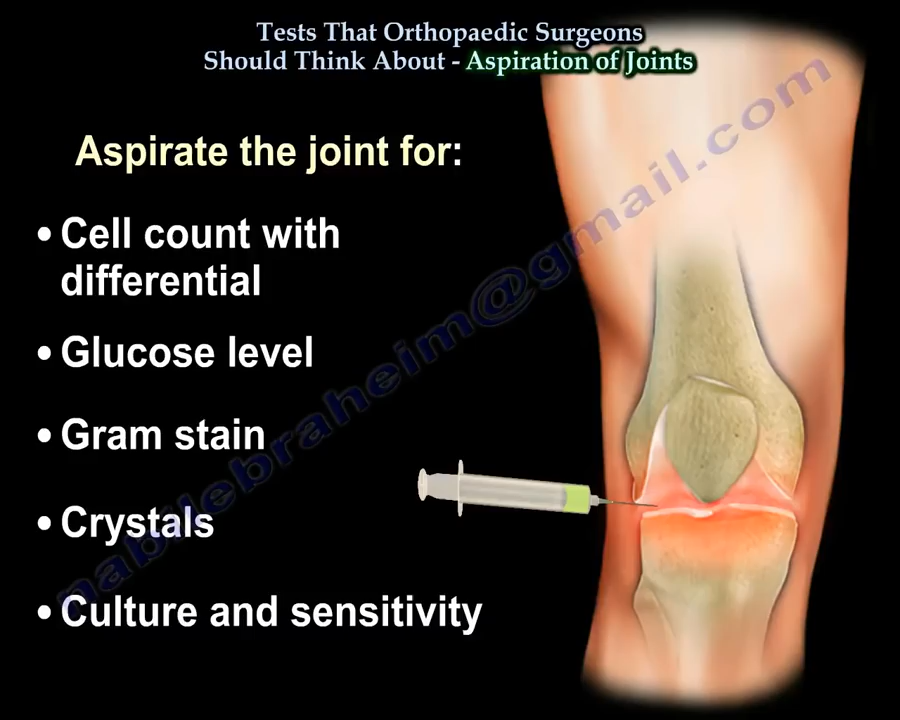 Tests That Orthopaedic Surgeons
Should Think About - Aspiration of Joints
Aspirate the joint for:
• Cell count with
differential
• Glucose level
• Gram stain
• Crystals
• Culture and sensitivity
nabilebraheim@gmail.com